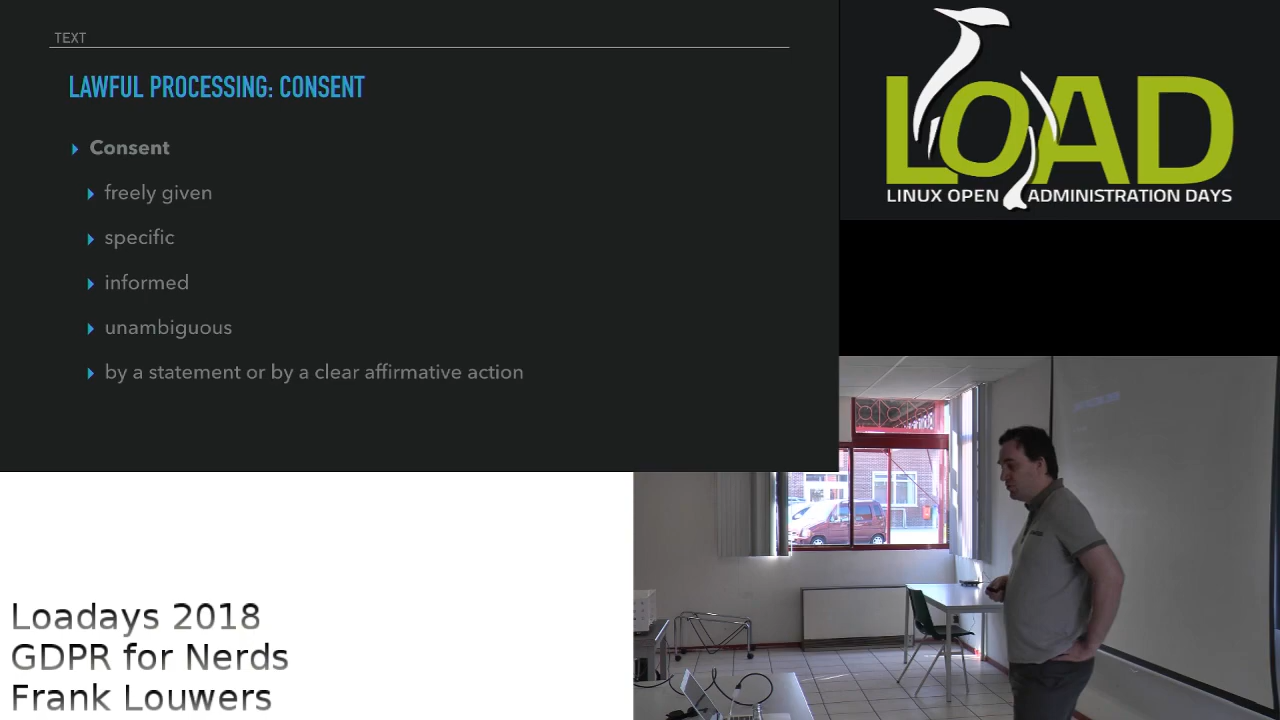 TEXT
LAWFUL PROCESSING: CONSENT
Consent
freely given
specific
informed
unambiguous
by a statement or by a clear affirmative action
LOAD
LINUX OPEN ADMINISTRATION DAYS
Loadays 2018
GDPR for Nerds
Frank Louwers